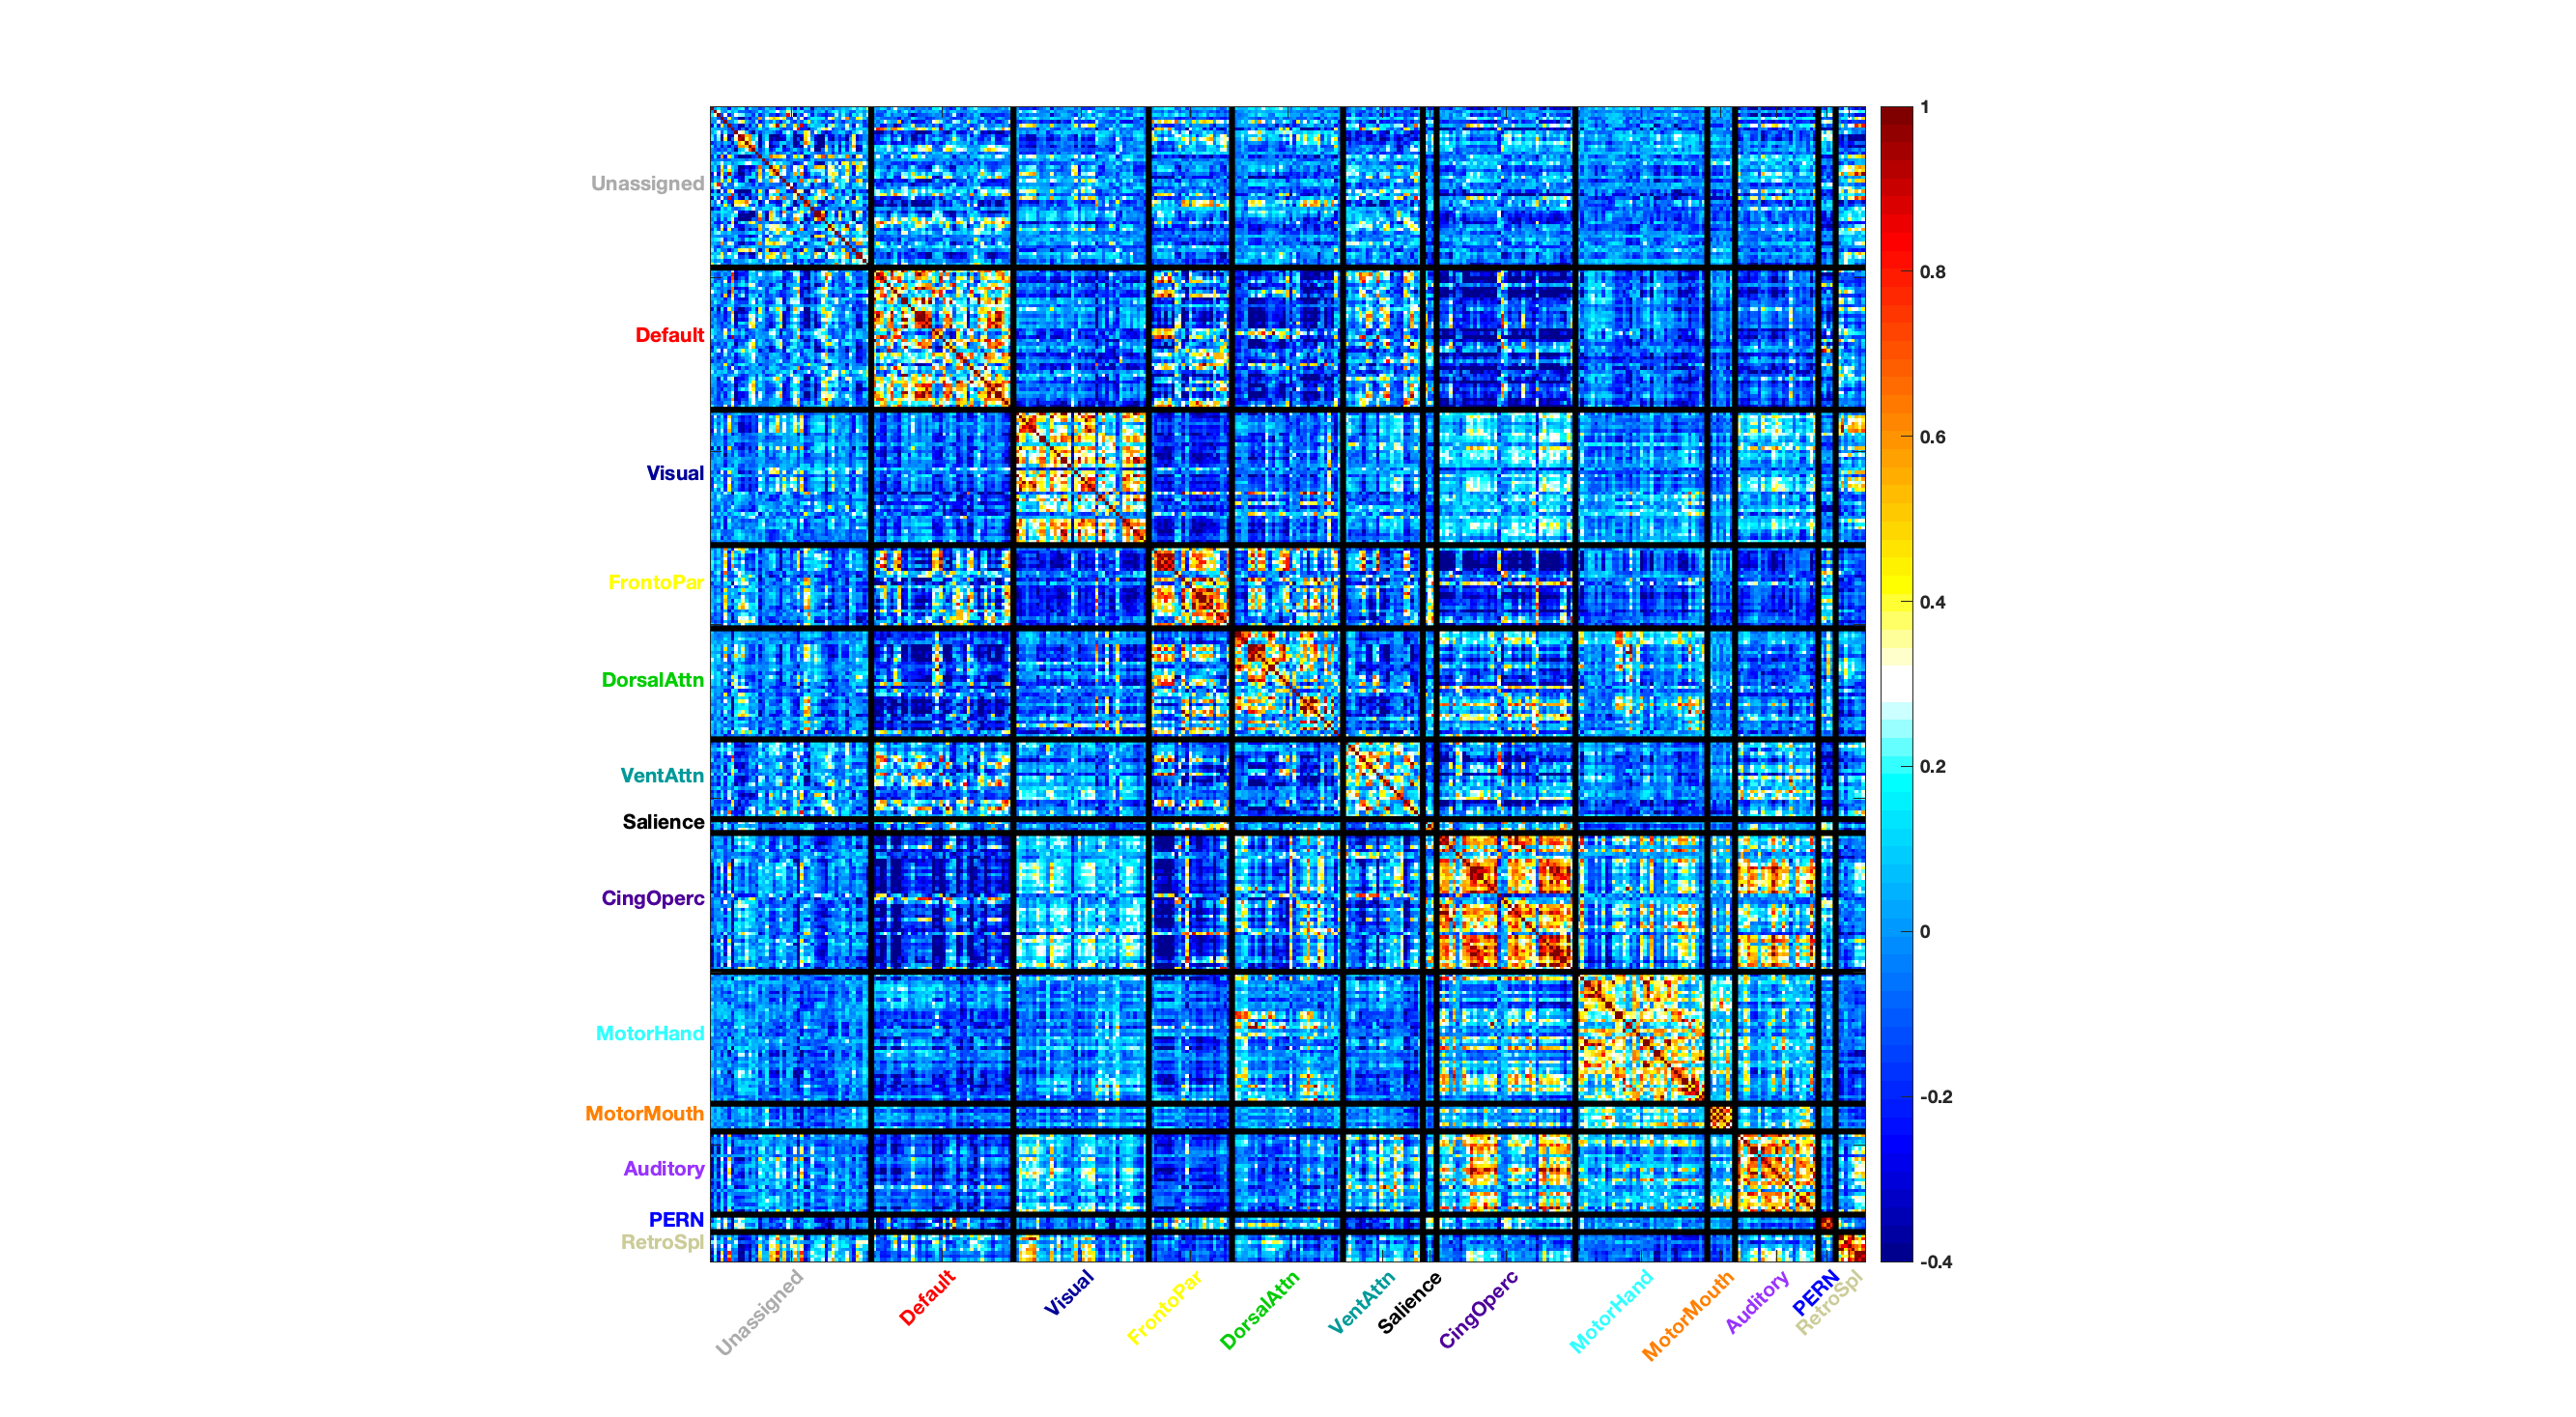 Unassigned
Default
Visual
FrontoPar
DorsalAttn
VentAttn
Salience
CingOperc
MotorHand
MotorMouth
Auditory
PERN
RetroSpl
Unassigned
Default
Visual
FrontoPar
DorsalAttn
VentAttn
Salience
CingOperc
MotorHand
MotorMouth
Auditory
PERN
RetroSpl
1
0.8
0.6
0.4
0.2
0
-0.2
-0.4